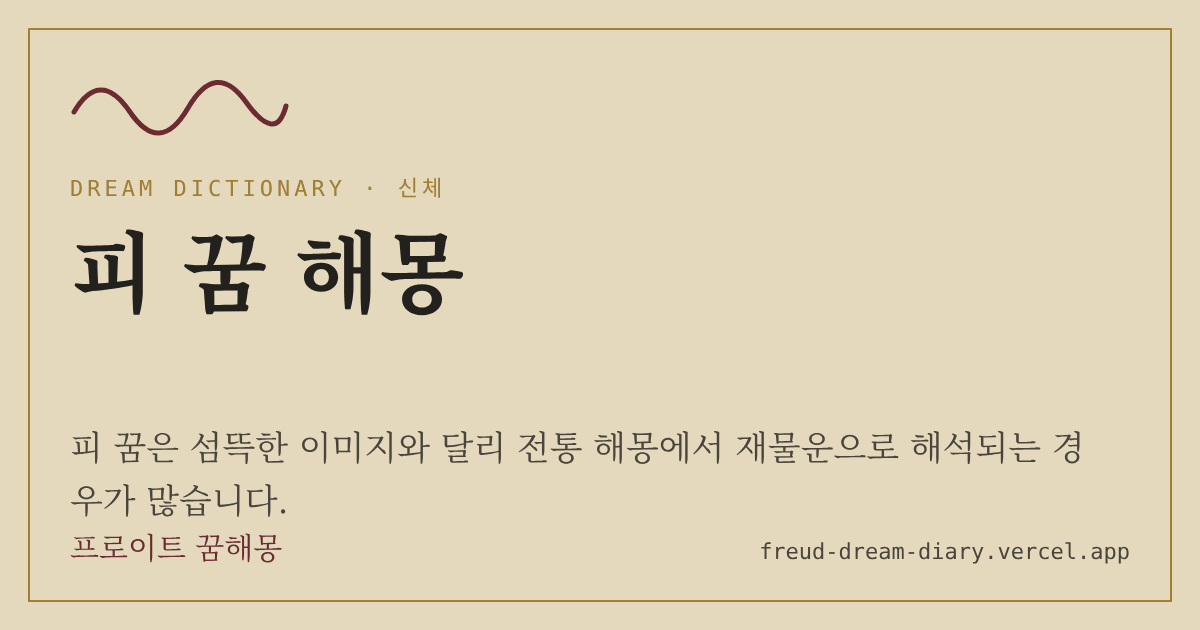 DREAM DICTIONARY · 신체
피 꿈 해몽
피 꿈은 섬뜩한 이미지와 달리 전통 해몽에서 재물운으로 해석되는 경
우가 많습니다.
프로이트 꿈해몽
freud-dream-diary.vercel.app